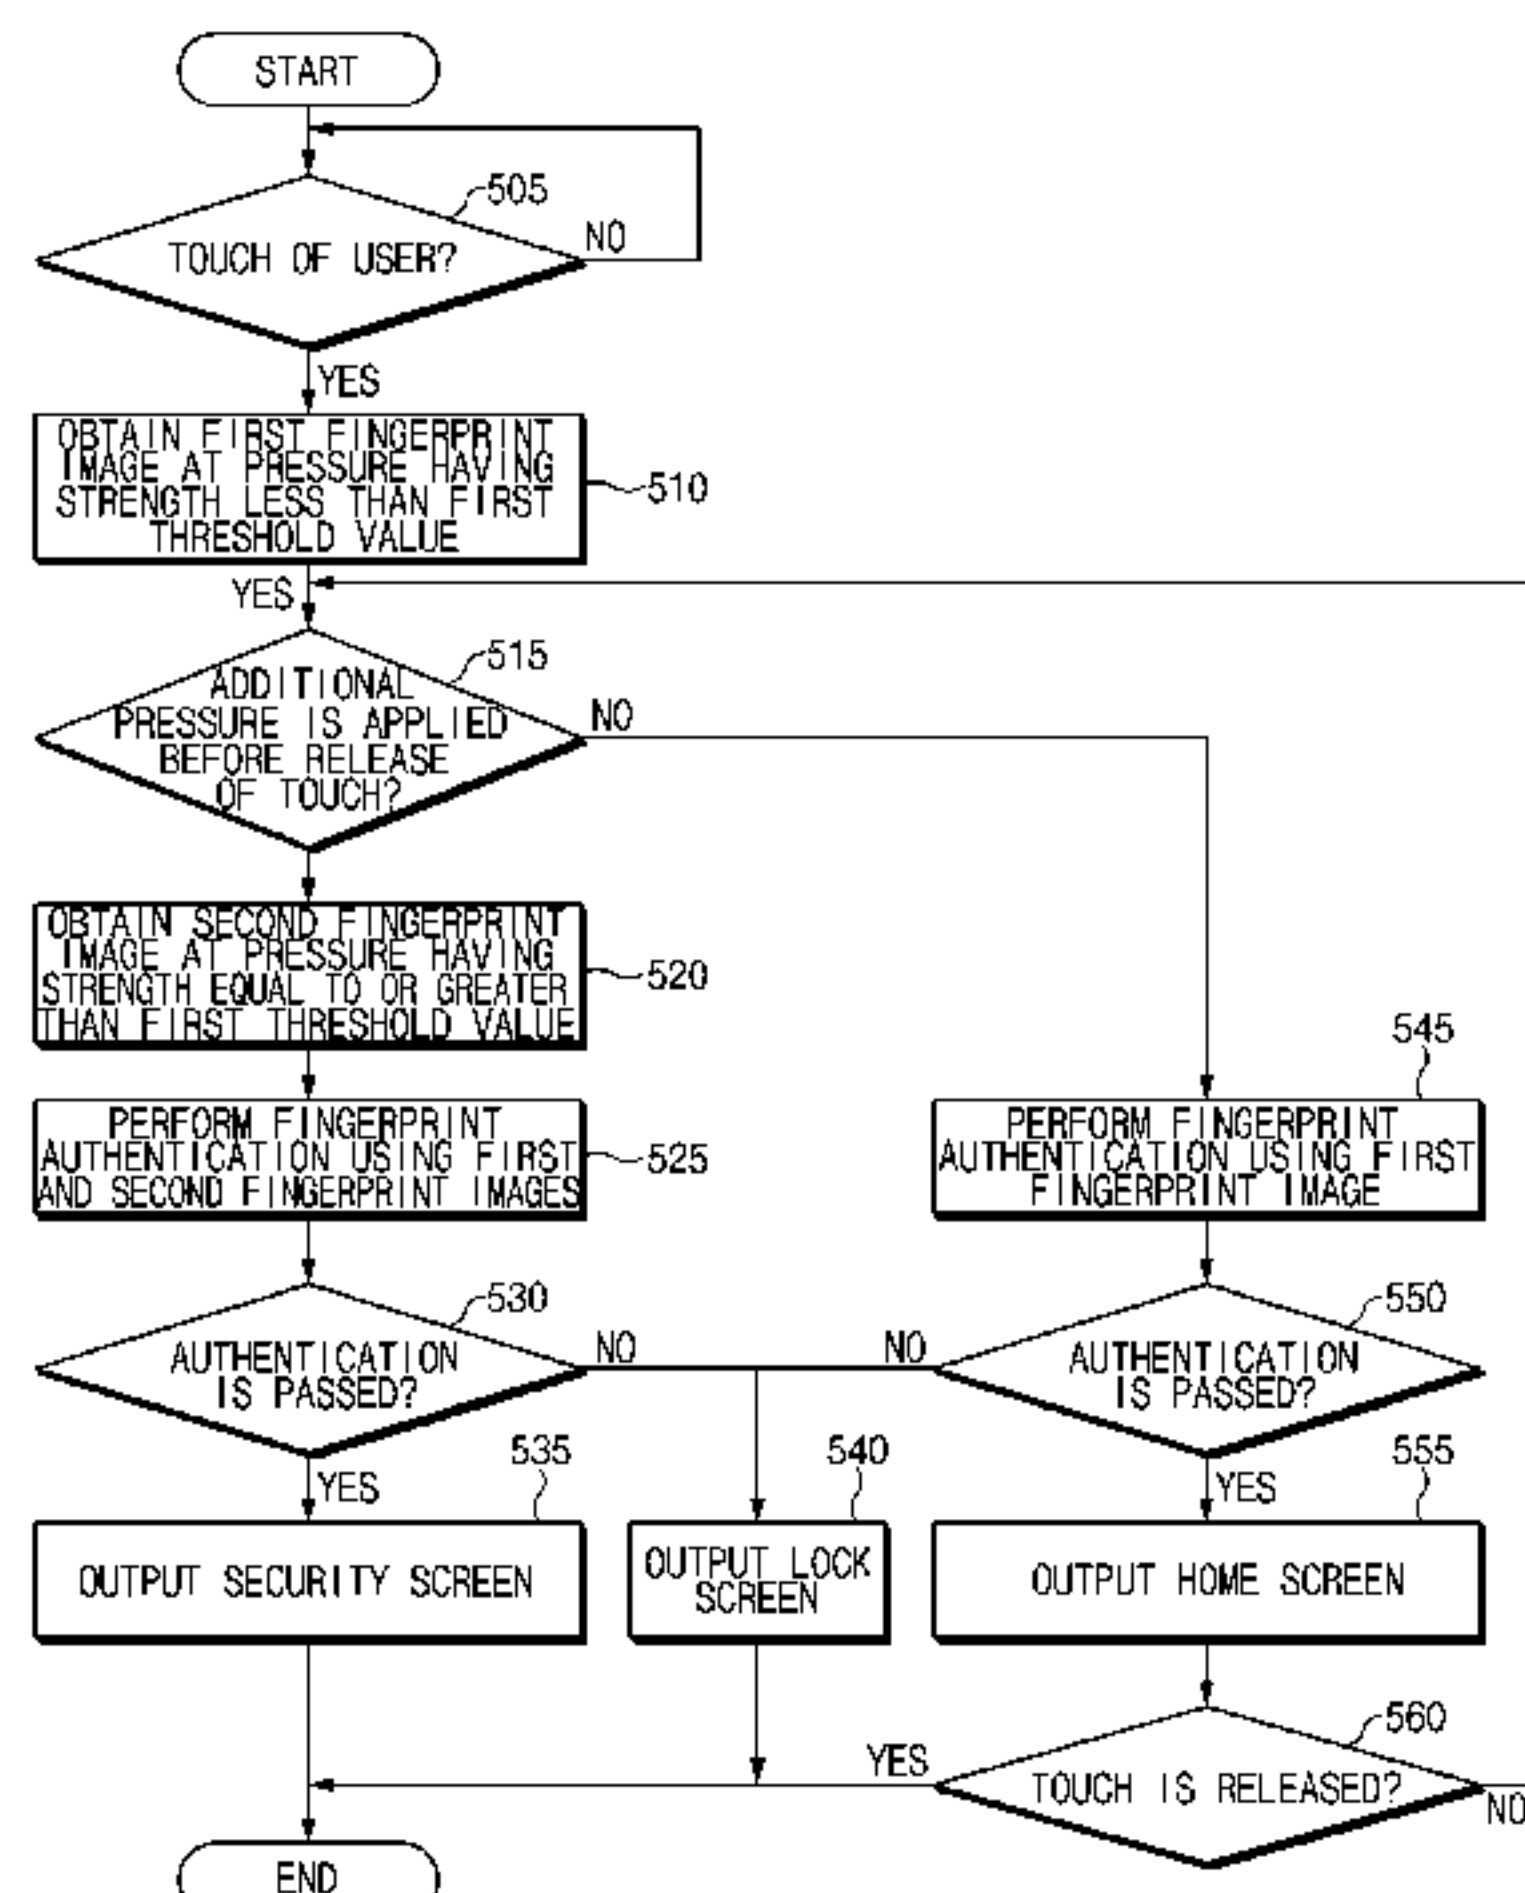 START
505
TOUCH OF USER?
NO
YES
OBTAIN FIRST FINGERPRINT
IMAGE AT PRESSURE HAVING
STRENGTH LESS THAN FIRST
THRESHOLD VALUE
510
YES
515
ADDITIONAL
PRESSURE IS APPLIED
BEFORE RELEASE
OF TOUCH?
NO
OBTAIN SECOND FINGERPRINT
IMAGE AT PRESSURE HAVING
STRENGTH EQUAL TO OR GREATER
THAN FIRST THRESHOLD VALUE
520
PERFORM FINGERPRINT
AUTHENTICATION USING FIRST
AND SECOND FINGERPRINT IMAGES
525
545
PERFORM FINGERPRINT
AUTHENTICATION USING FIRST
FINGERPRINT IMAGE
530
AUTHENTICATION
IS PASSED?
NO
NO
550
AUTHENTICATION
IS PASSED?
YES
535
OUTPUT SECURITY SCREEN
540
OUTPUT LOCK
SCREEN
YES
555
OUTPUT HOME SCREEN
560
YES
TOUCH IS RELEASED?
NO
END